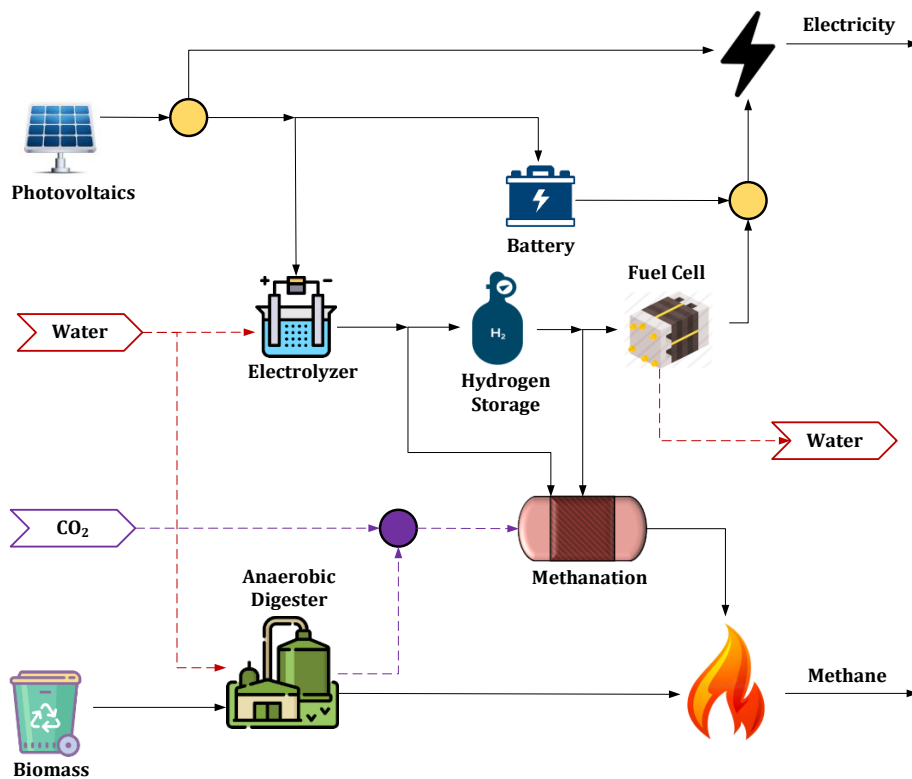 Electricity
Photovoltaics
Battery
Fuel Cell
+ −
Water
Electrolyzer
H₂
Hydrogen
Storage
Water
CO₂
Methanation
Anaerobic
Digester
Methane
Biomass